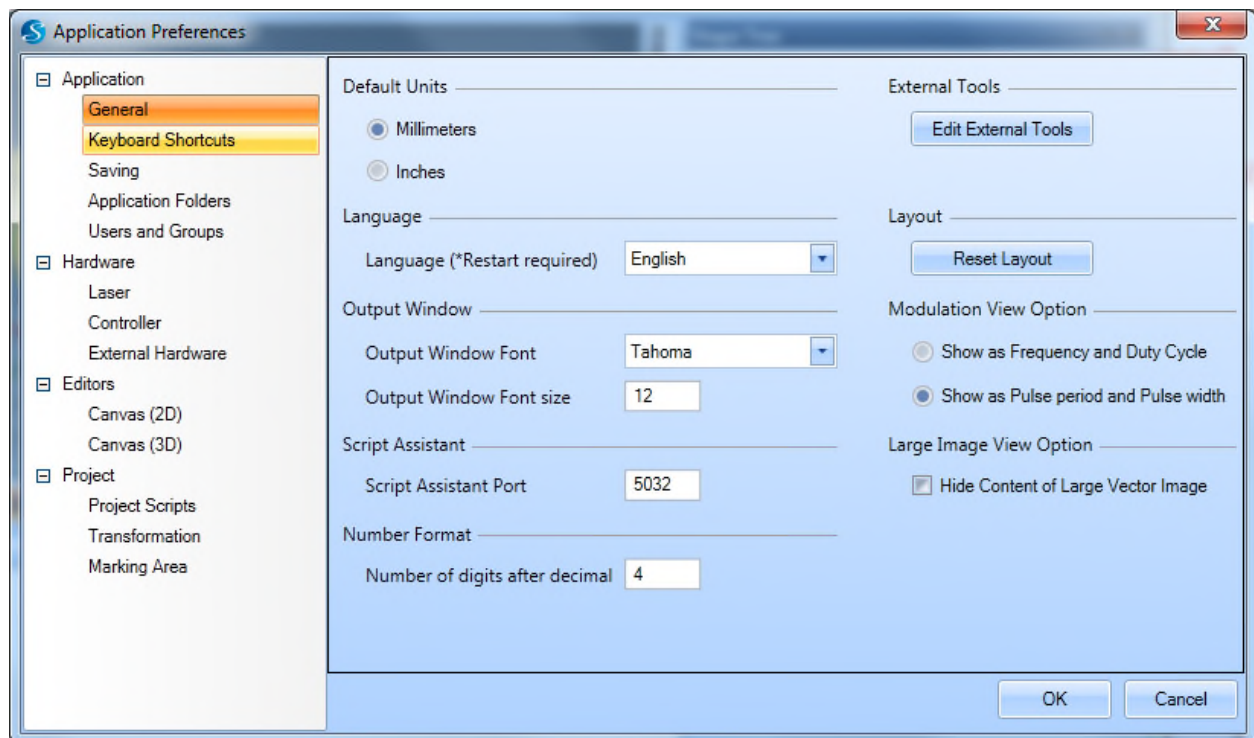 Application Preferences
Application
General
Keyboard Shortcuts
Saving
Application Folders
Users and Groups
Hardware
Laser
Controller
External Hardware
Editors
Canvas (2D)
Canvas (3D)
Project
Project Scripts
Transformation
Marking Area
Default Units
Millimeters
Inches
Language
Language (*Restart required) English
Output Window
Output Window Font Tahoma
Output Window Font size 12
Script Assistant
Script Assistant Port 5032
Number Format
Number of digits after decimal 4
External Tools
Edit External Tools
Layout
Reset Layout
Modulation View Option
Show as Frequency and Duty Cycle
Show as Pulse period and Pulse width
Large Image View Option
Hide Content of Large Vector Image
OK Cancel